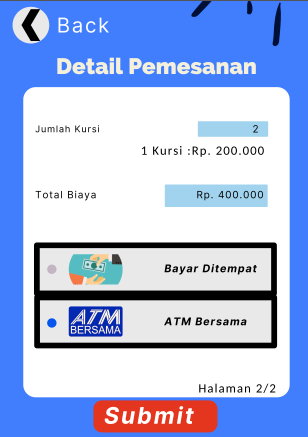 Back
Detail Pemesanan
Jumlah Kursi 2
1 Kursi :Rp. 200.000
Total Biaya Rp. 400.000
Bayar Ditempat
ATM
BERSAMA
ATM Bersama
Halaman 2/2
Submit